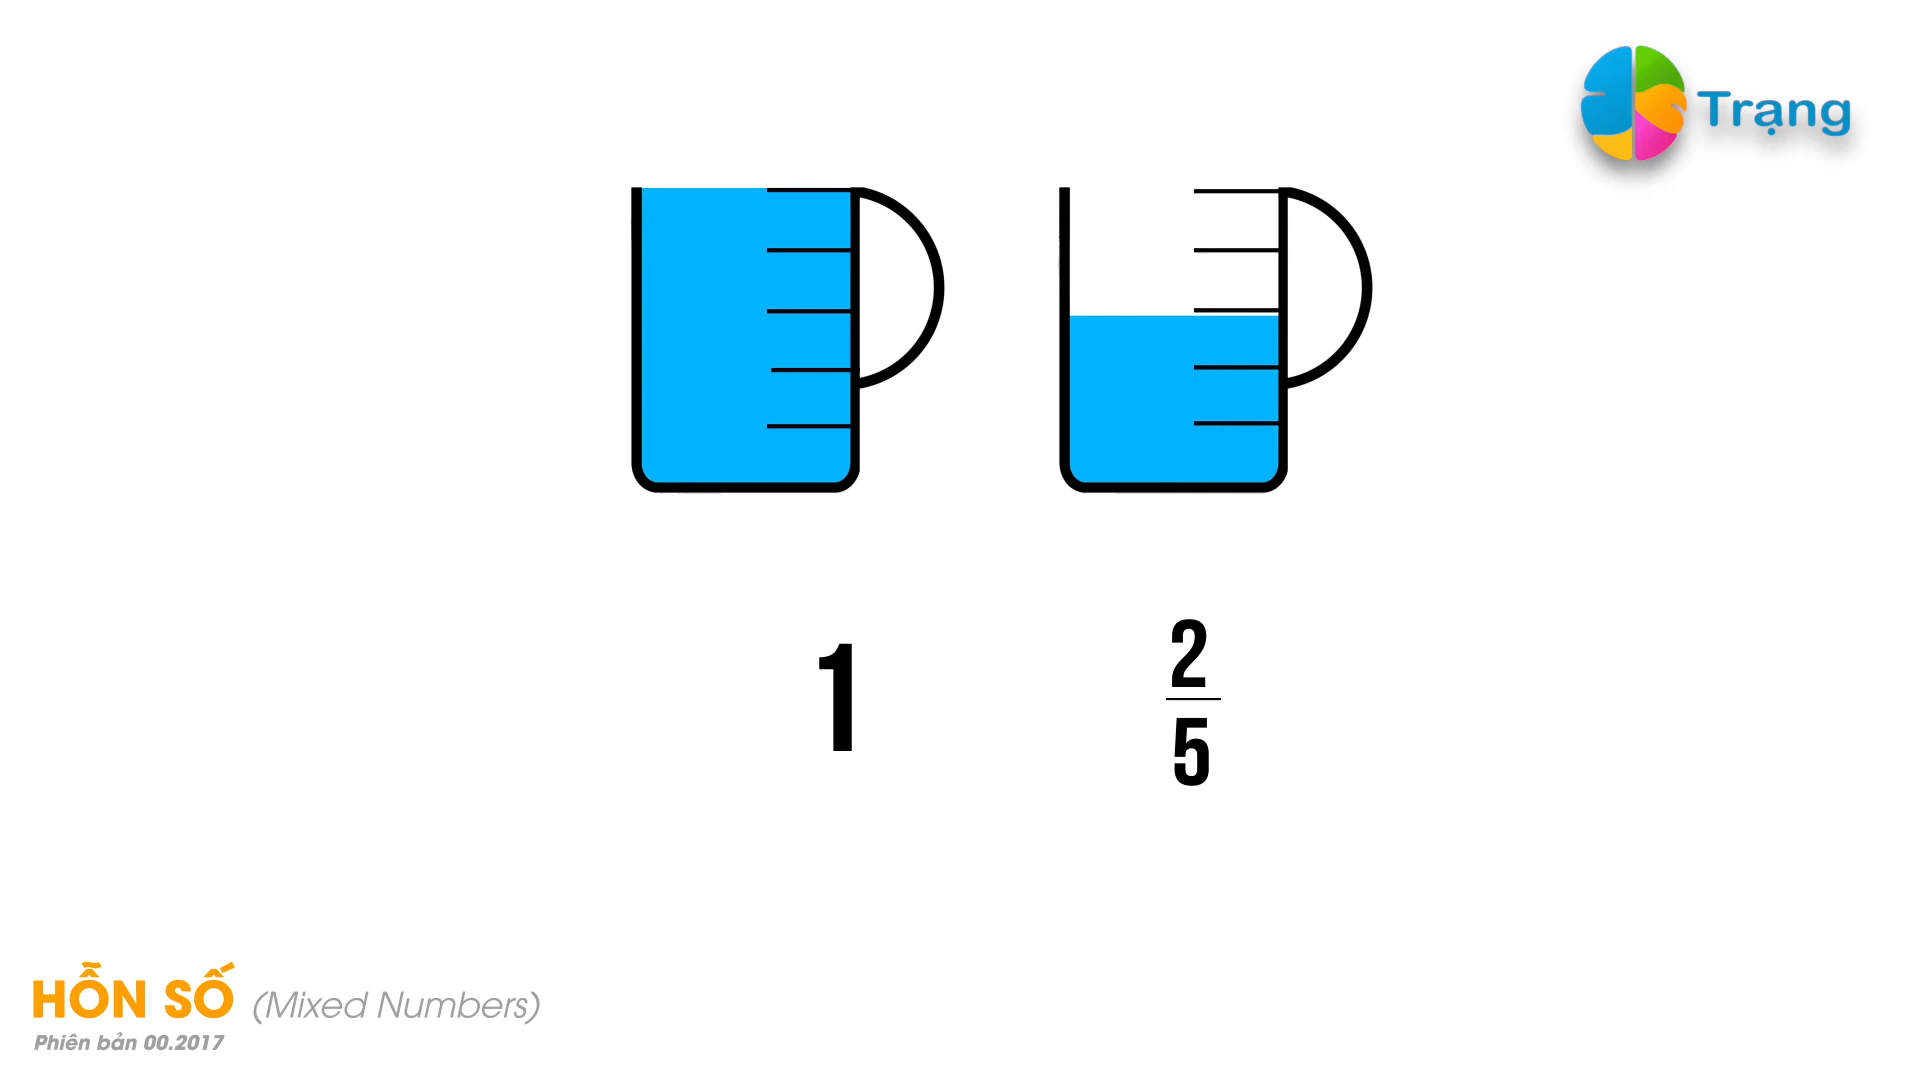 Trạng
1
2
5
HỖN SỐ (Mixed Numbers)
Phiên bản 00.2017